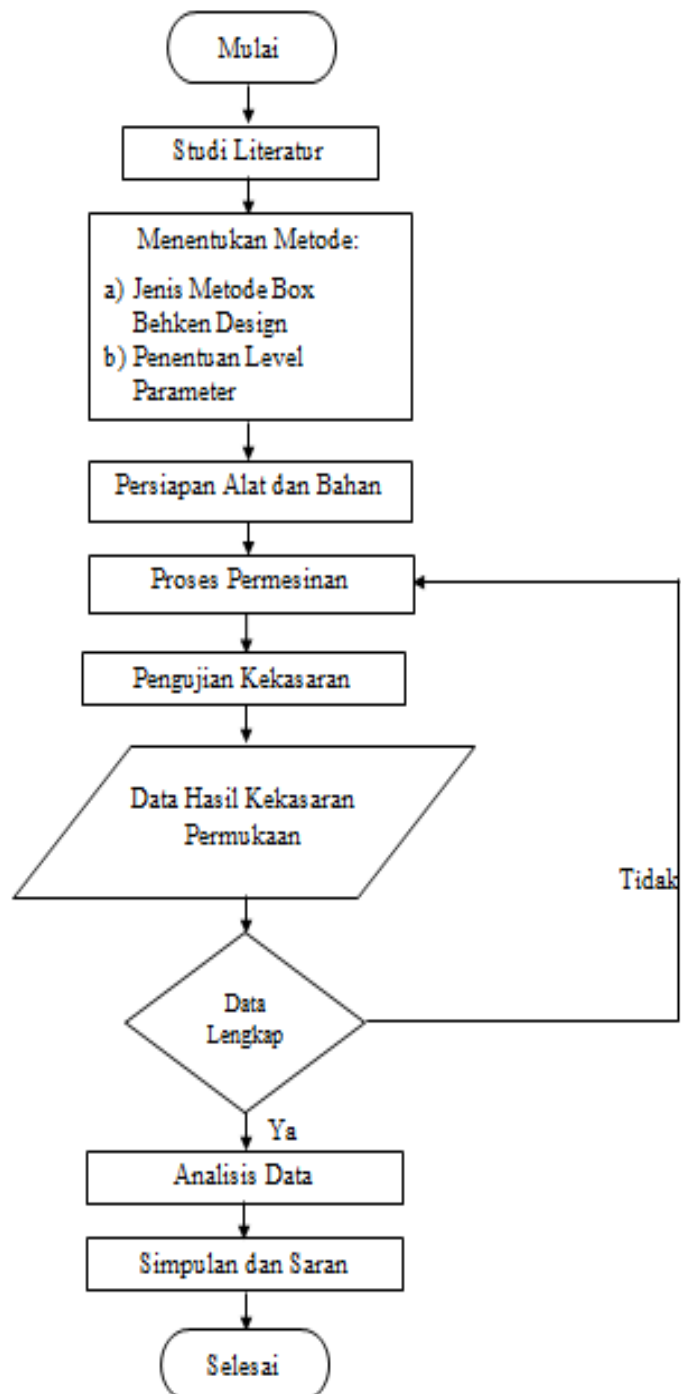 Mulai
Studi Literatur
Menentukan Metode:
a) Jenis Metode Box
Behken Design
b) Penentuan Level
Parameter
Persiapan Alat dan Bahan
Proses Permesinan
Pengujian Kekasaran
Data Hasil Kekasaran
Permukaan
Tidak
Data
Lengkap
Ya
Analisis Data
Simpulan dan Saran
Selesai